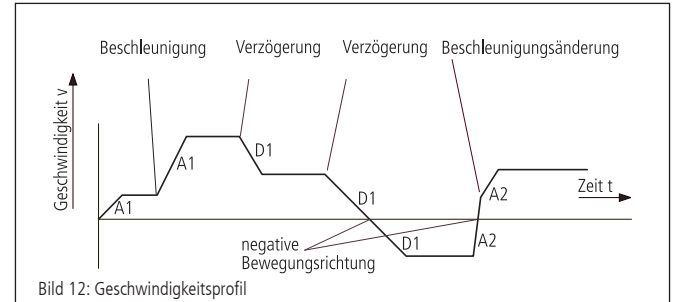 Beschleunigung Verzögerung Verzögerung Beschleunigungsänderung
Geschwindigkeit v
A1
A1
D1
D1
D1
A2
A2
Zeit t
negative
Bewegungsrichtung
Bild 12: Geschwindigkeitsprofil